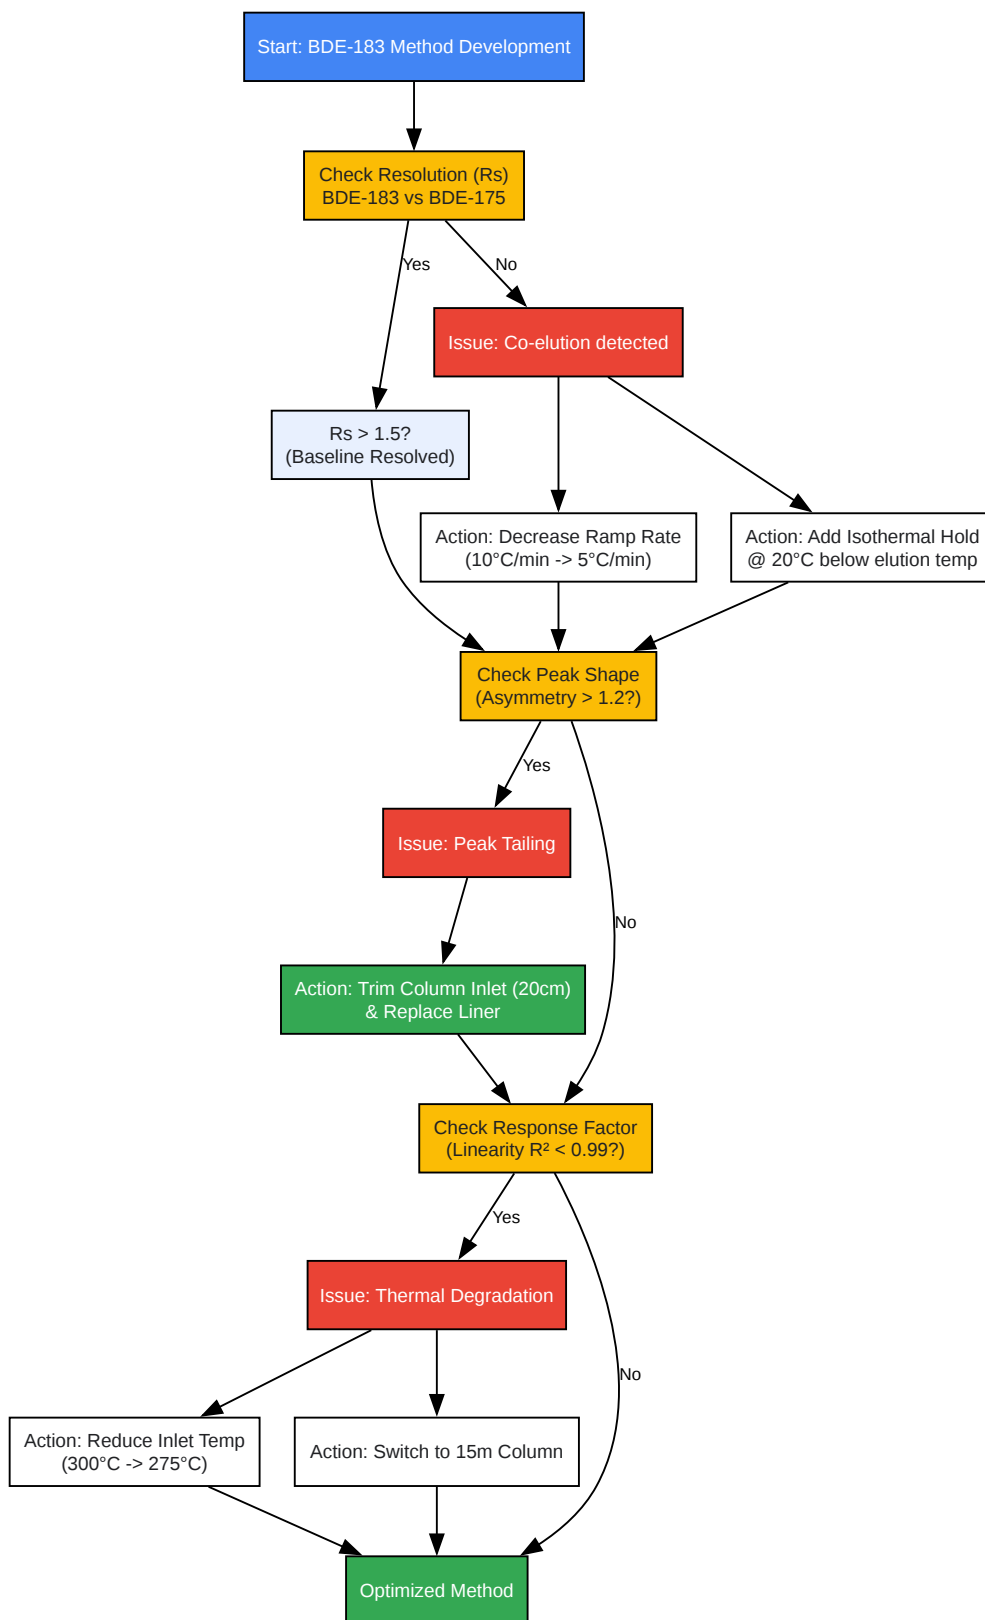 Start: BDE-183 Method Development
Check Resolution (Rs)
BDE-183 vs BDE-175
Yes
No
Issue: Co-elution detected
Rs > 1.5?
(Baseline Resolved)
Action: Decrease Ramp Rate
(10°C/min -> 5°C/min)
Action: Add Isothermal Hold
@ 20°C below elution temp
Check Peak Shape
(Asymmetry > 1.2?)
Yes
Issue: Peak Tailing
No
Action: Trim Column Inlet (20cm)
& Replace Liner
Check Response Factor
(Linearity R² < 0.99?)
Yes
Issue: Thermal Degradation
No
Action: Reduce Inlet Temp
(300°C -> 275°C)
Action: Switch to 15m Column
Optimized Method